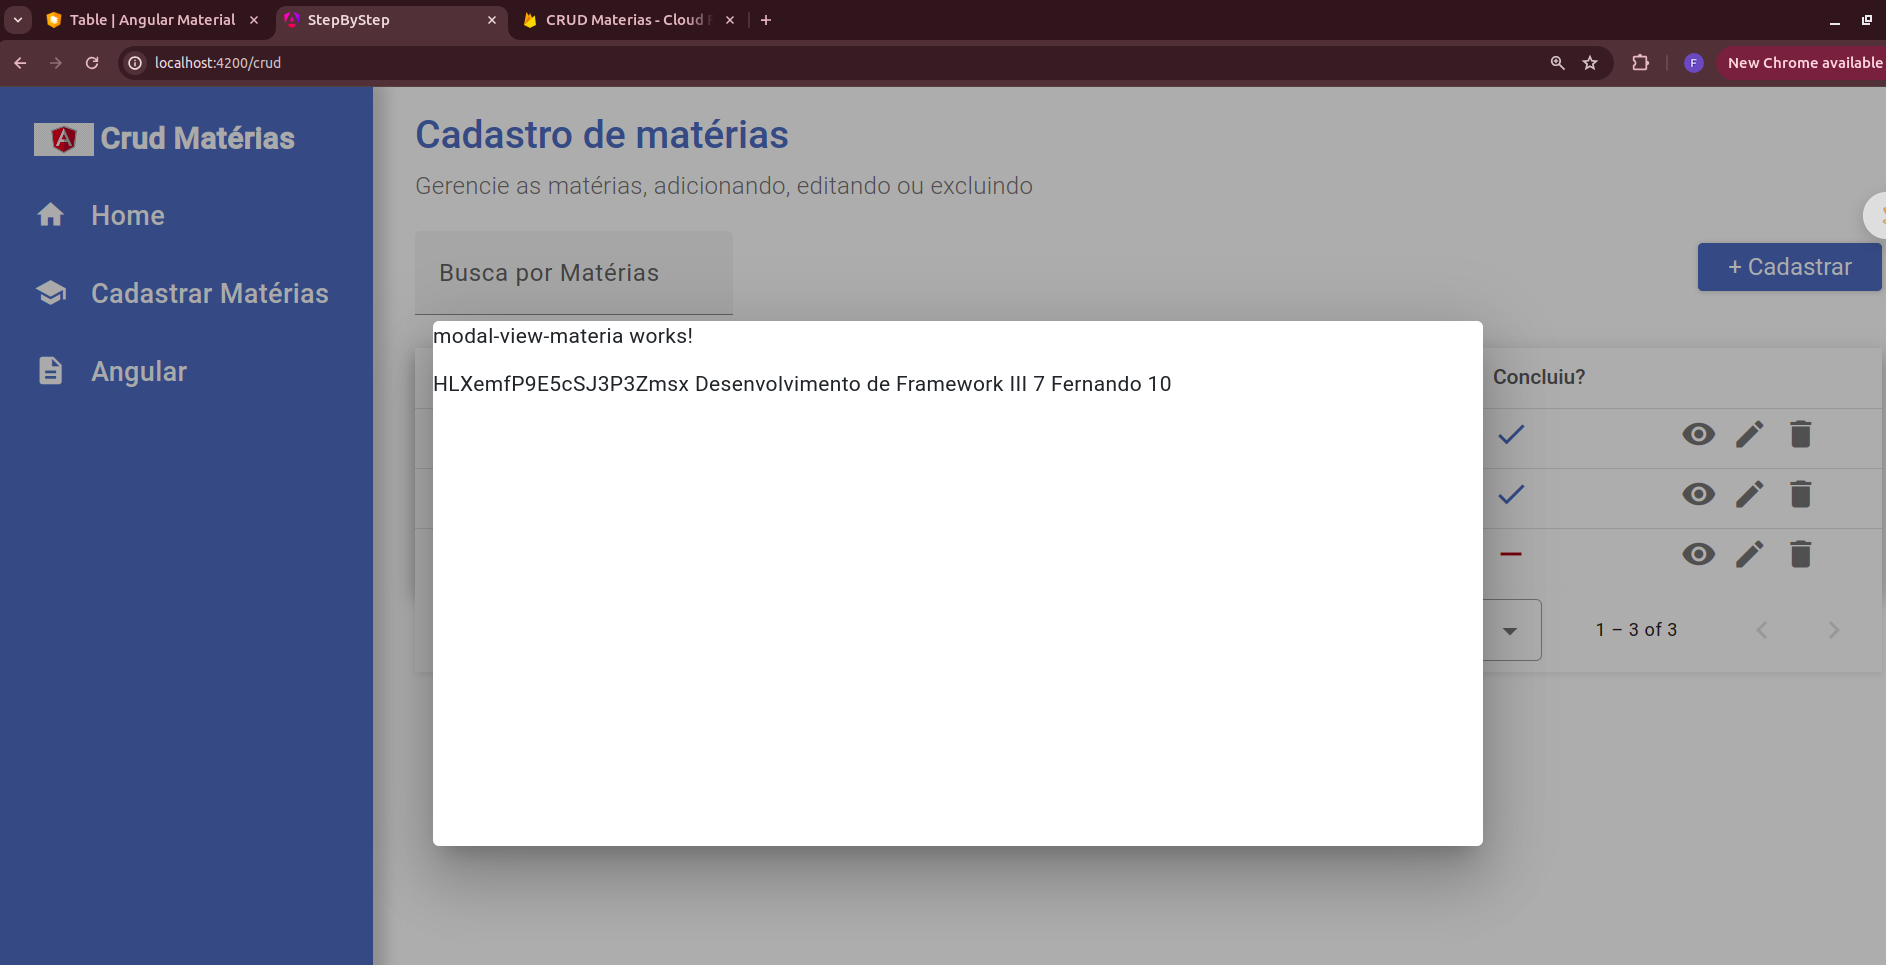 Table | Angular Material
StepByStep
CRUD Materias - Cloud
localhost:4200/crud
F
New Chrome available
Crud Matérias
Home
Cadastrar Matérias
Angular
Cadastro de matérias
Gerencie as matérias, adicionando, editando ou excluindo
Busca por Matérias
+ Cadastrar
modal-view-materia works!
HLXemfP9E5cSJ3P3Zmsx Desenvolvimento de Framework III 7 Fernando 10
Concluiu?
1 – 3 of 3